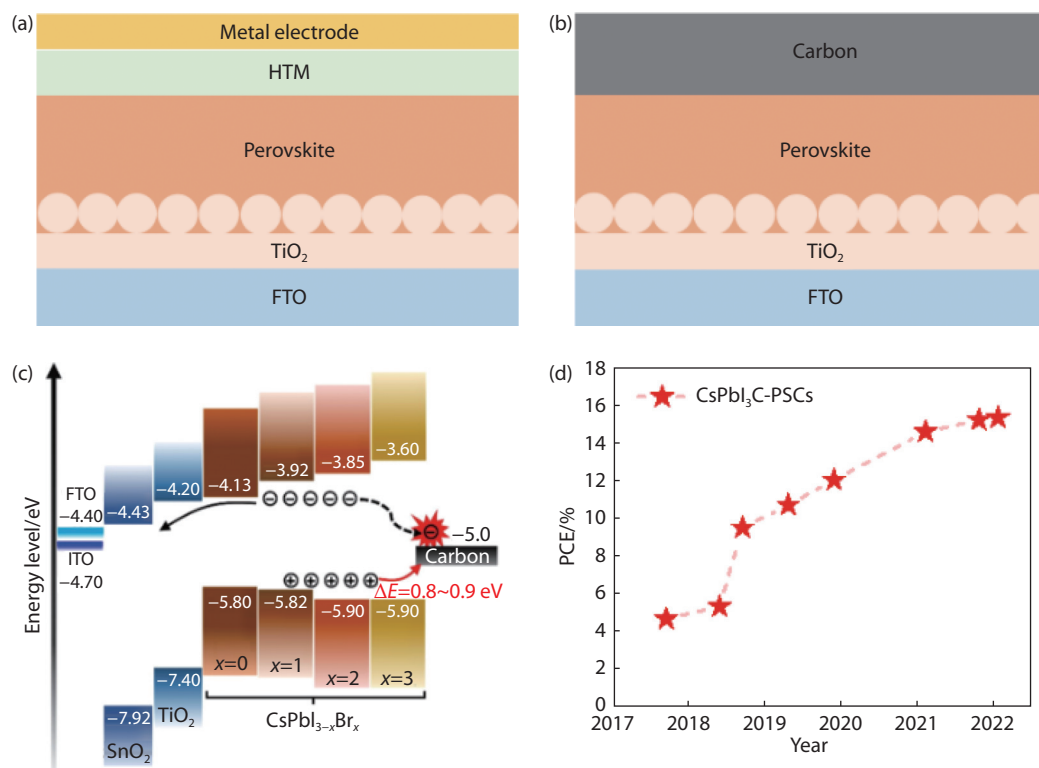 (a)
Metal electrode
HTM
Perovskite
TiO₂
FTO
(b)
Carbon
Perovskite
TiO₂
FTO
(c)
Energy level/eV
FTO
−4.40
ITO
−4.70
−4.43
−4.20
−4.13
−3.92
−3.85
−3.60
−5.0
Carbon
ΔE=0.8~0.9 eV
−5.80
−5.82
−5.90
−5.90
x=0
x=1
x=2
x=3
−7.40
TiO₂
−7.92
SnO₂
CsPbI₃₋ₓBrₓ
(d)
CsPbI₃C-PSCs
PCE/%
18
16
14
12
10
8
6
4
2
0
2017 2018 2019 2020 2021 2022
Year